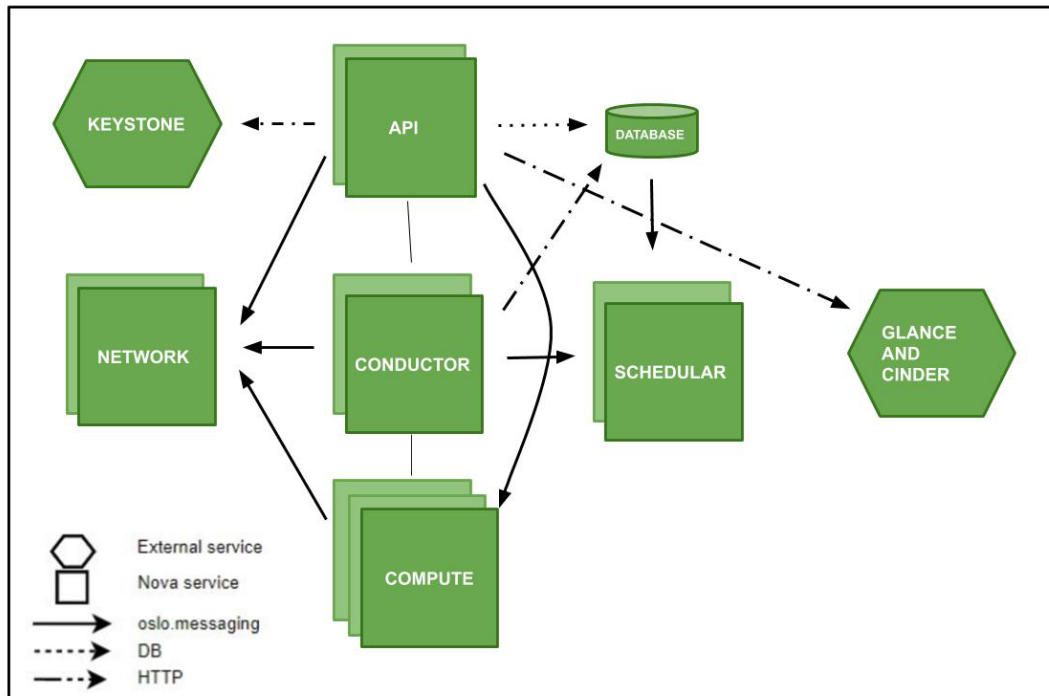 KEYSTONE
API
DATABASE
NETWORK
CONDUCTOR
SCHEDULAR
GLANCE
AND
CINDER
COMPUTE
External service
Nova service
oslo.messaging
DB
HTTP